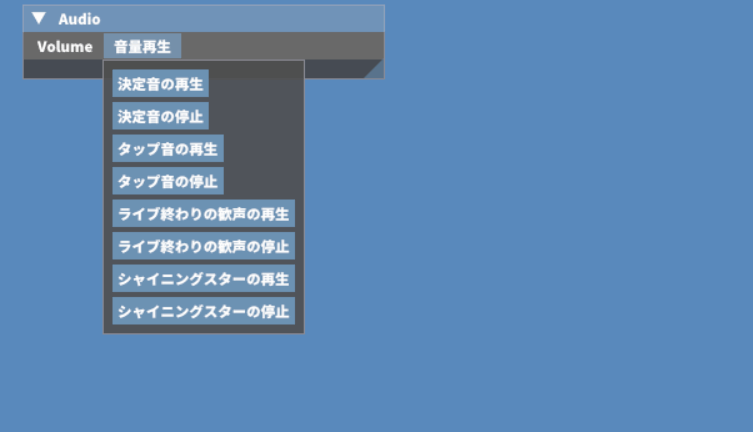 Audio
Volume 音量再生
決定音の再生
決定音の停止
タップ音の再生
タップ音の停止
ライブ終わりの歓声の再生
ライブ終わりの歓声の停止
シャイニングスターの再生
シャイニングスターの停止